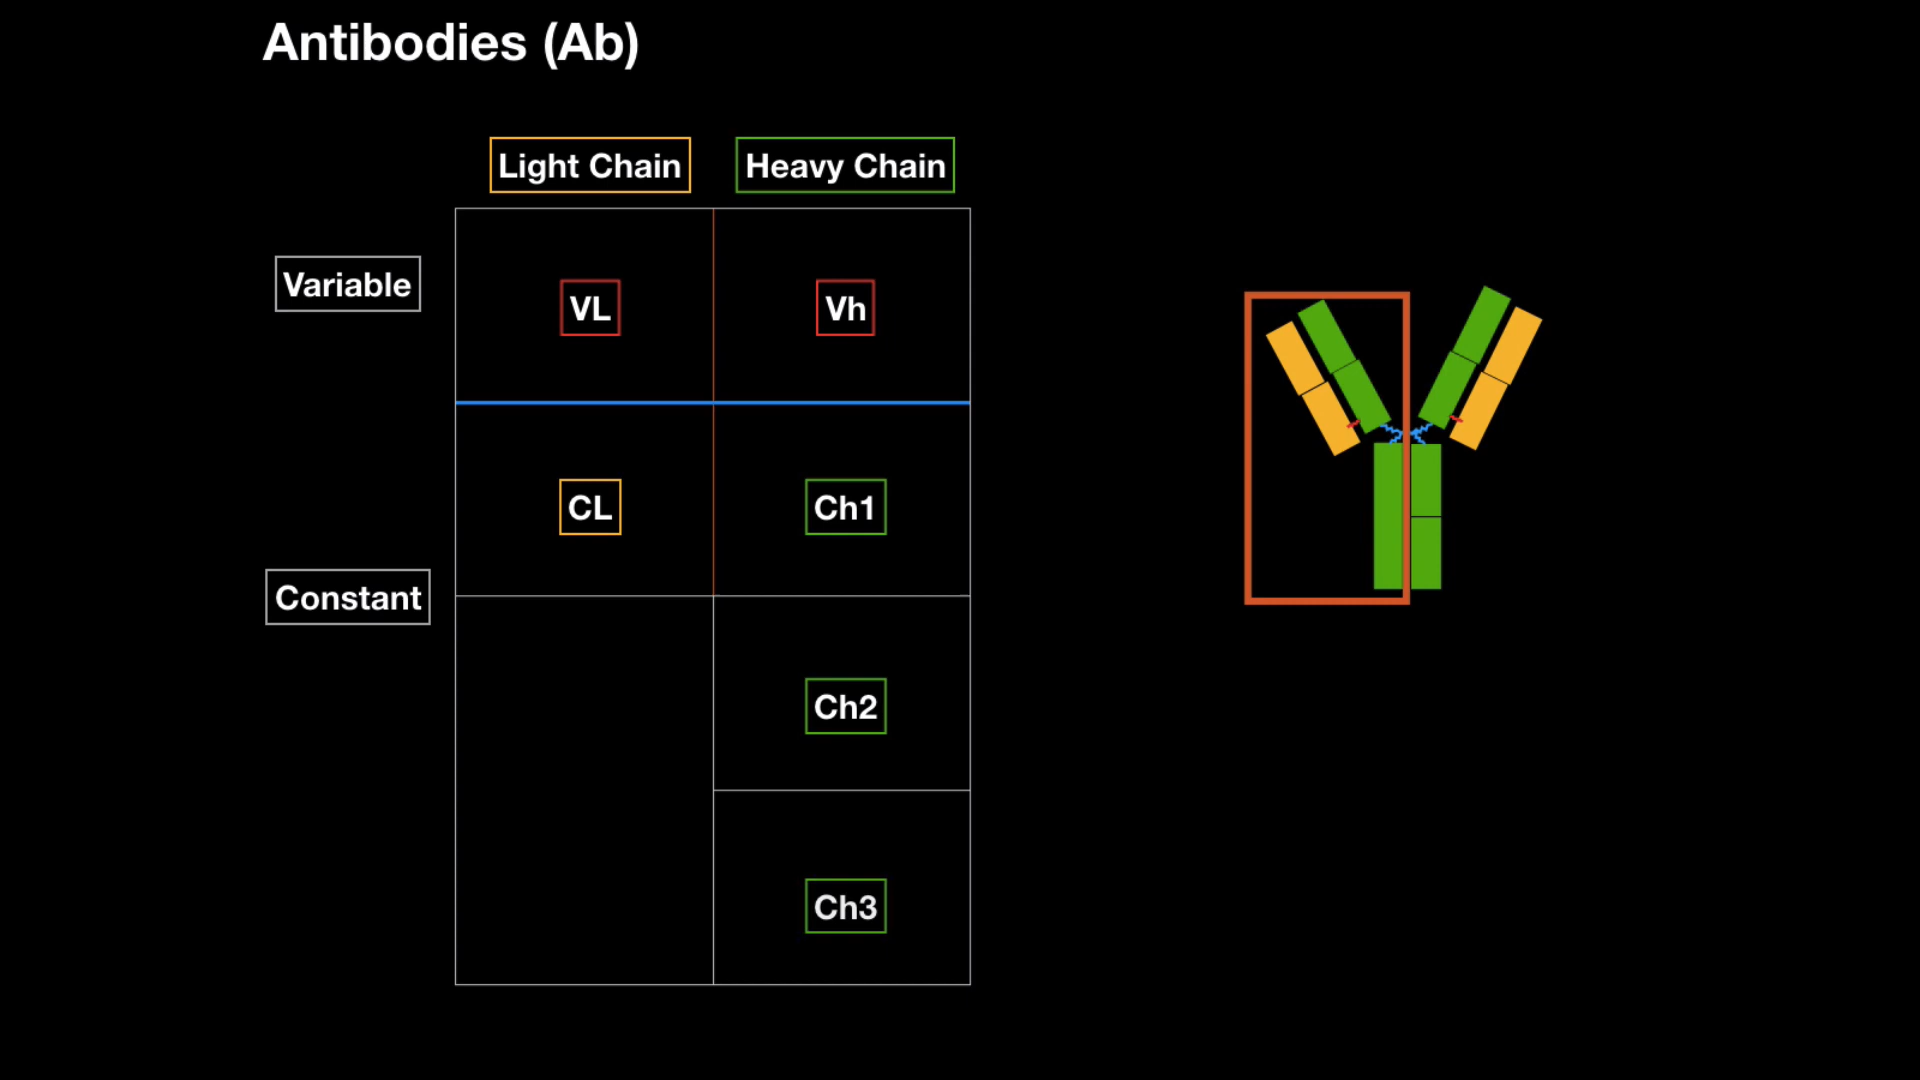 Antibodies (Ab)
Light Chain
Heavy Chain
Variable
VL
Vh
CL
Ch1
Constant
Ch2
Ch3